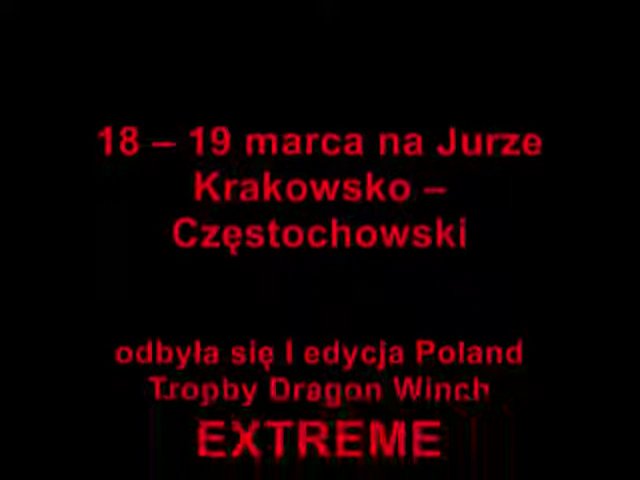 18 – 19 marca na Jurze
Krakowsko –
Częstochowski
odbyła się I edycja Poland
Tropby Dragon Winch
EXTREME